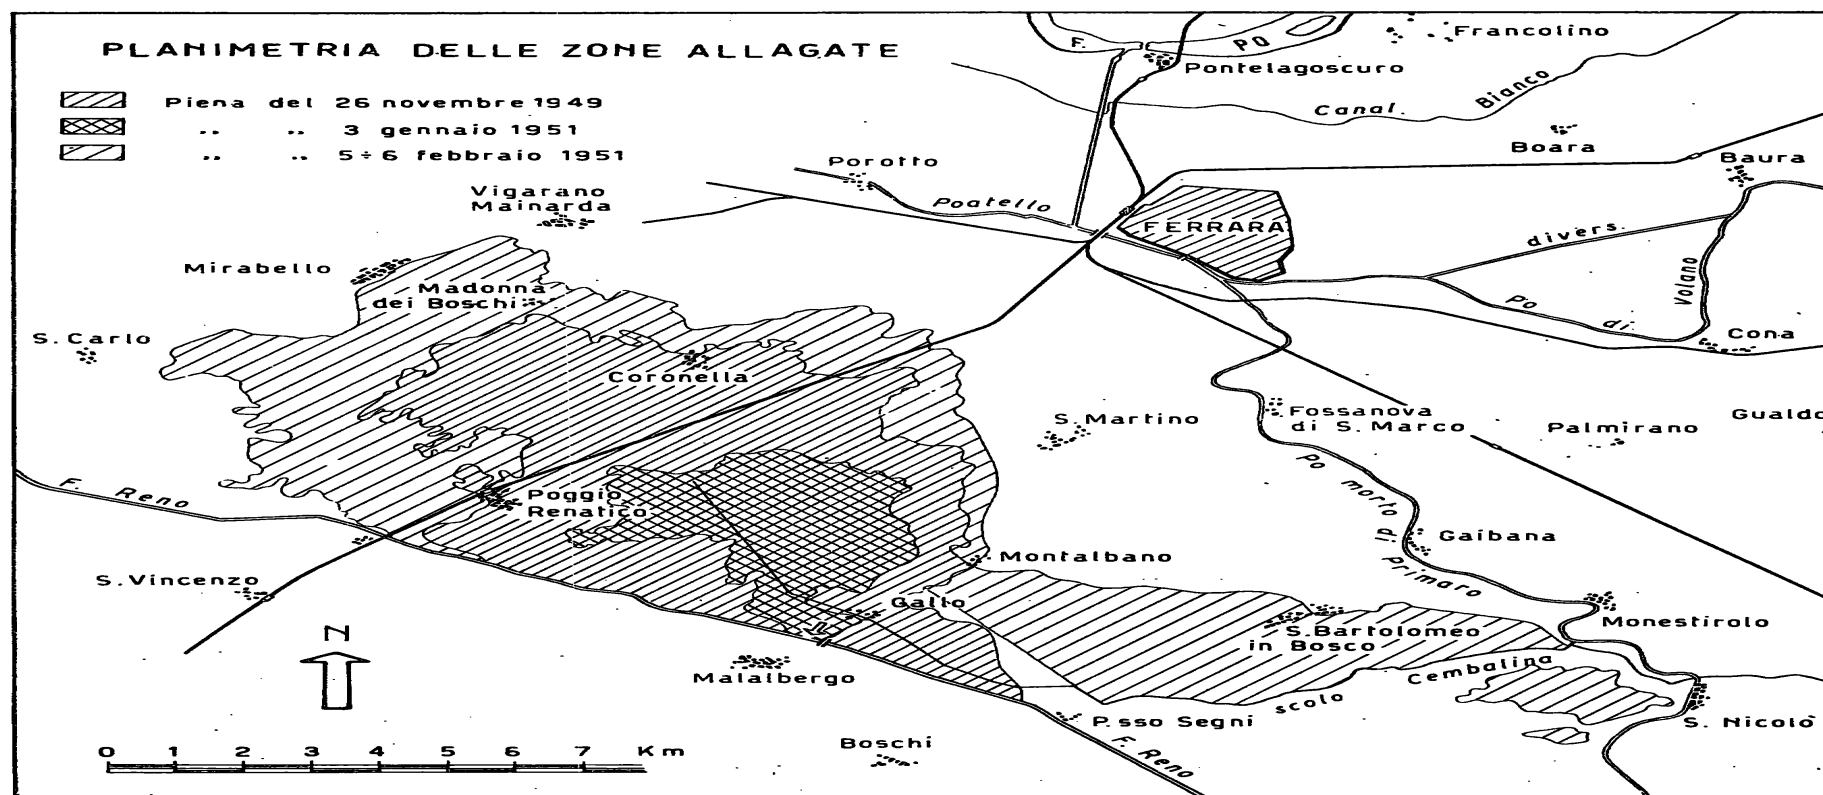 PLANIMETRIA DELLE ZONE ALLAGATE
Piena del 26 novembre 1949
" " 3 gennaio 1951
" " 5÷6 febbraio 1951
F. PO
Francolino
Pontelagoscuro
Canal. Bianco
Boara
Baura
Porotto
Vigarano
Mainarda
Poatello
FERRARA
divers.
Volano
Po di
Mirabello
Madonna
dei Boschi
S. Carlo
Cona
Coronella
S. Martino
Fossanova
di S. Marco
Palmirano
Gualdo
F. Reno
Poggio
Renatico
Po morto di Primaro
Gaibana
Montalbano
S. Vincenzo
Gallo
S. Bartolomeo
in Bosco
Monestirolo
N
Malalbergo
scolo Cembalina
P.sso Segni
S. Nicolò
Boschi
F. Reno
0 1 2 3 4 5 6 7 Km